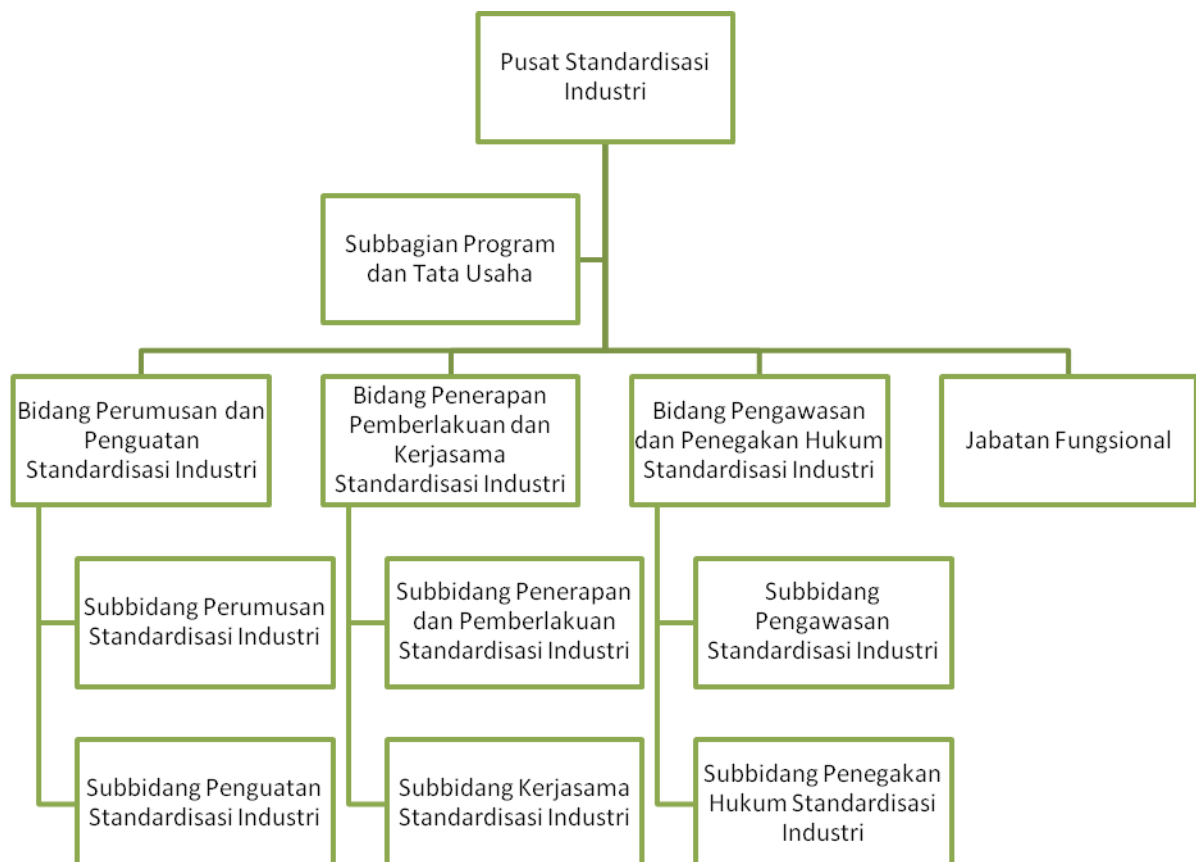 Pusat Standardisasi
Industri
Subbagian Program
dan Tata Usaha
Bidang Perumusan dan
Penguatan
Standardisasi Industri
Bidang Penerapan
Pemberlakuan dan
Kerjasama
Standardisasi Industri
Bidang Pengawasan
dan Penegakan Hukum
Standardisasi Industri
Jabatan Fungsional
Subbidang Perumusan
Standardisasi Industri
Subbidang Penerapan
dan Pemberlakuan
Standardisasi Industri
Subbidang
Pengawasan
Standardisasi Industri
Subbidang Penguatan
Standardisasi Industri
Subbidang Kerjasama
Standardisasi Industri
Subbidang Penegakan
Hukum Standardisasi
Industri